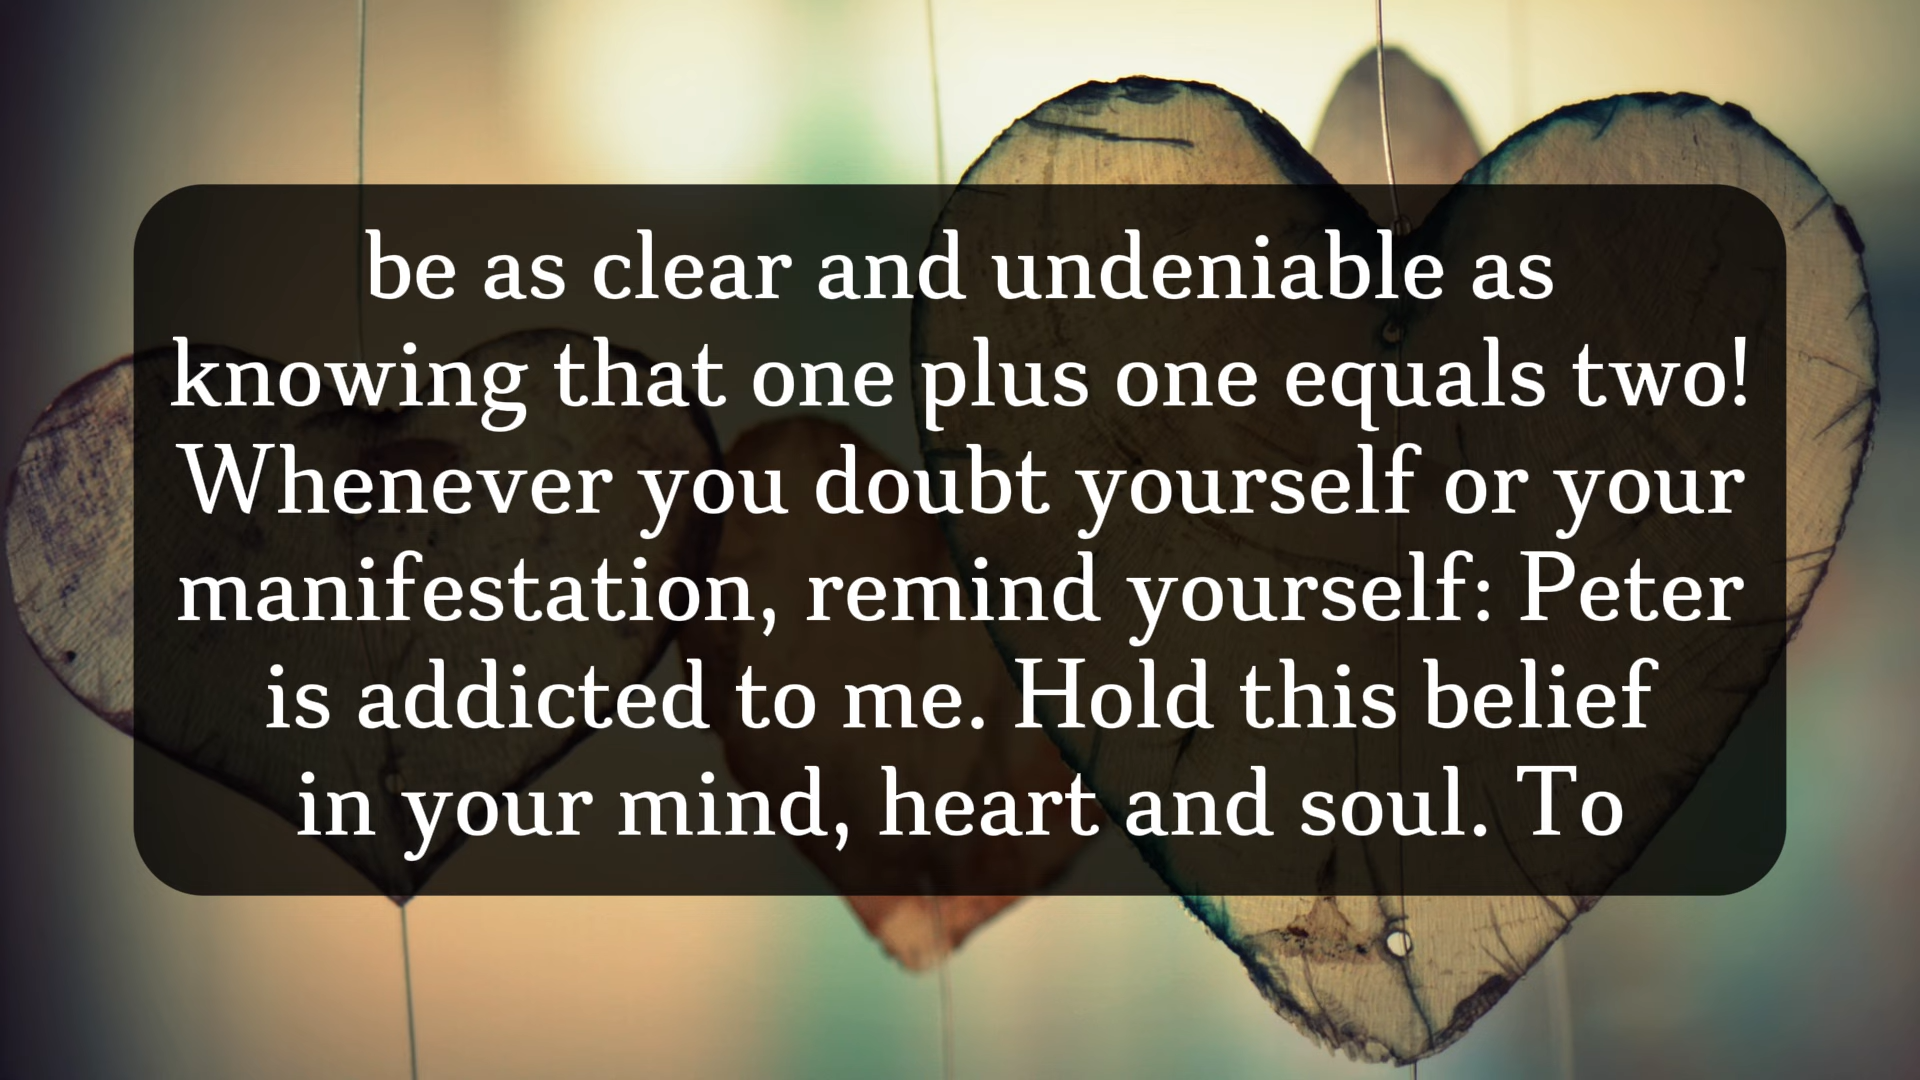 be as clear and undeniable as
knowing that one plus one equals two!
Whenever you doubt yourself or your
manifestation, remind yourself: Peter
is addicted to me. Hold this belief
in your mind, heart and soul. To